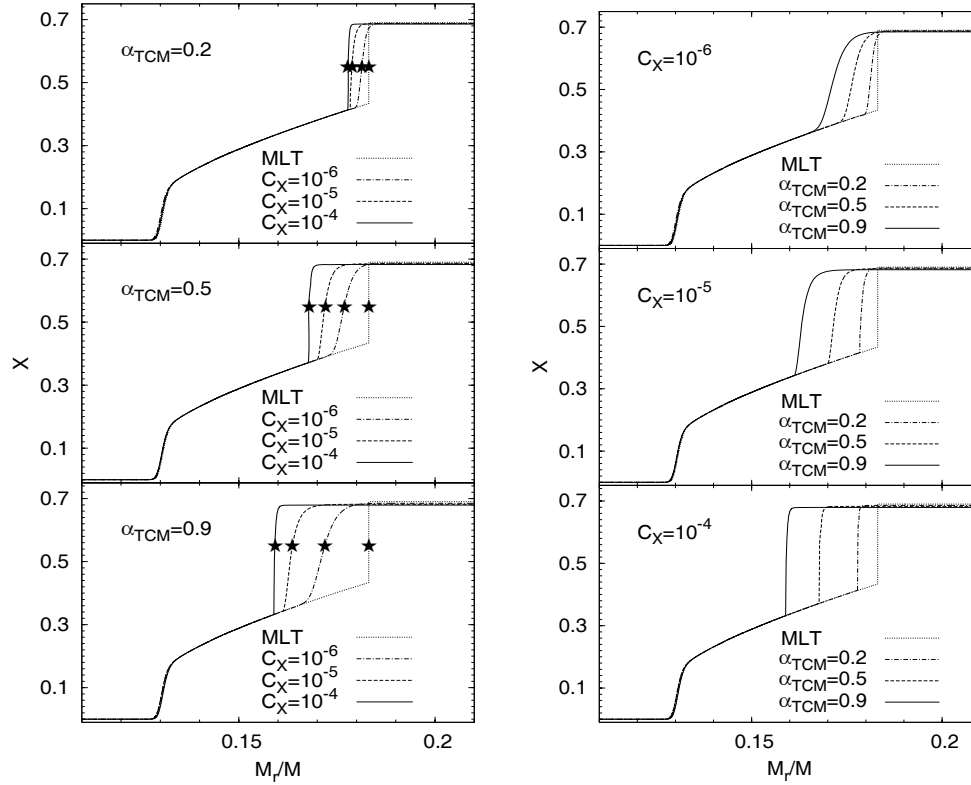 0.7
0.5
0.3
0.1
α_TCM=0.2
MLT
C_X=10^-6
C_X=10^-5
C_X=10^-4
0.7
0.5
0.3
0.1
X
α_TCM=0.5
MLT
C_X=10^-6
C_X=10^-5
C_X=10^-4
0.7
0.5
0.3
0.1
α_TCM=0.9
MLT
C_X=10^-6
C_X=10^-5
C_X=10^-4
0.15
0.2
M_r/M
0.7
0.5
0.3
0.1
C_X=10^-6
MLT
α_TCM=0.2
α_TCM=0.5
α_TCM=0.9
0.7
0.5
0.3
0.1
X
C_X=10^-5
MLT
α_TCM=0.2
α_TCM=0.5
α_TCM=0.9
0.7
0.5
0.3
0.1
C_X=10^-4
MLT
α_TCM=0.2
α_TCM=0.5
α_TCM=0.9
0.15
0.2
M_r/M